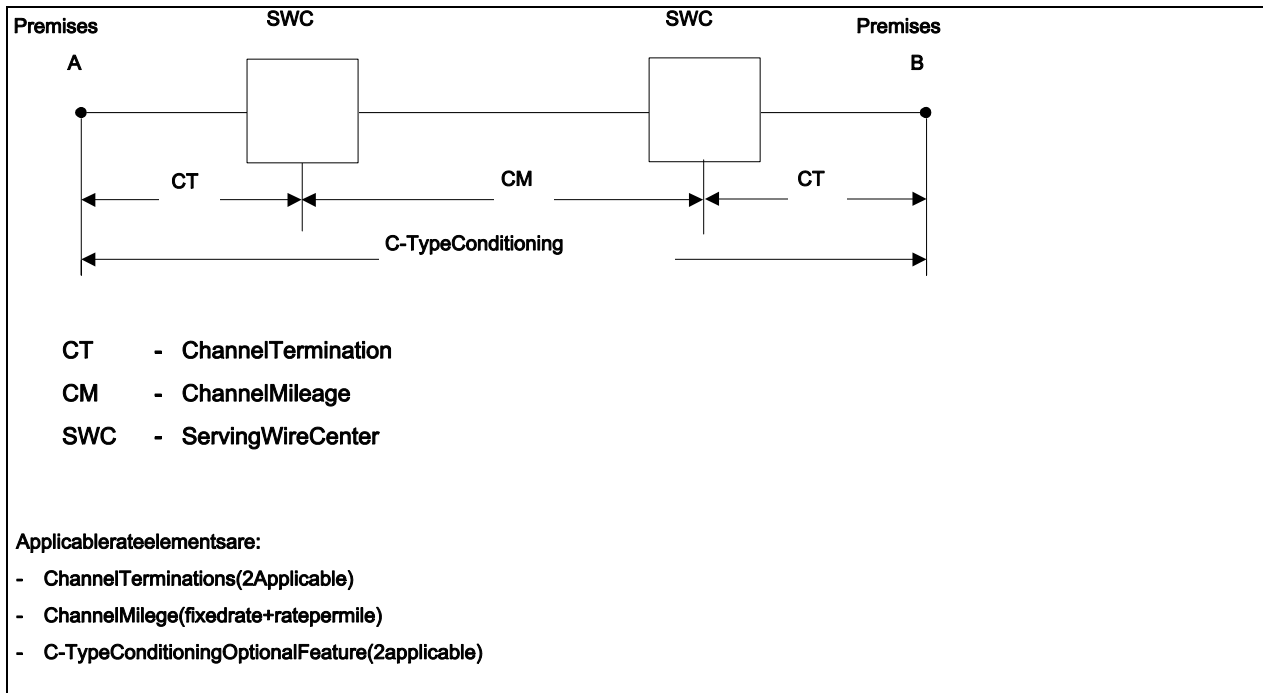 SWC SWC
Premises Premises
A B
CT CM CT
C-TypeConditioning
CT - ChannelTermination
CM - ChannelMileage
SWC - ServingWireCenter
Applicablerateelementsare:
- ChannelTerminations(2Applicable)
- ChannelMilege(fixedrate+ratepermile)
- C-TypeConditioningOptionalFeature(2applicable)